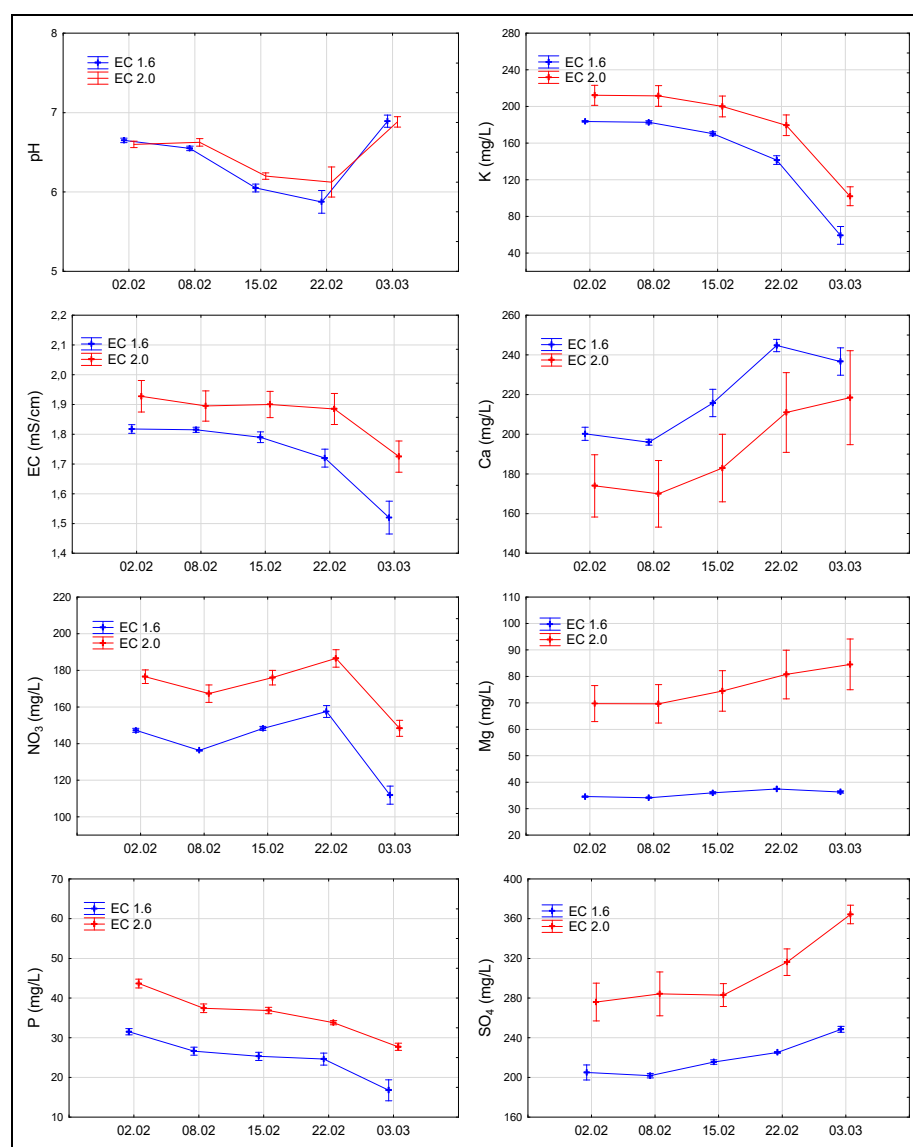 pH
7
6
5
EC 1.6
EC 2.0
02.02 08.02 15.02 22.02 03.03
K (mg/L)
280
240
200
160
120
80
40
EC 1.6
EC 2.0
02.02 08.02 15.02 22.02 03.03
EC (mS/cm)
2,2
2,1
2,0
1,9
1,8
1,7
1,6
1,5
1,4
EC 1.6
EC 2.0
02.02 08.02 15.02 22.02 03.03
Ca (mg/L)
260
240
220
200
180
160
140
EC 1.6
EC 2.0
02.02 08.02 15.02 22.02 03.03
NO₃ (mg/L)
220
200
180
160
140
120
100
EC 1.6
EC 2.0
02.02 08.02 15.02 22.02 03.03
Mg (mg/L)
110
100
90
80
70
60
50
40
30
20
EC 1.6
EC 2.0
02.02 08.02 15.02 22.02 03.03
P (mg/L)
70
60
50
40
30
20
10
EC 1.6
EC 2.0
02.02 08.02 15.02 22.02 03.03
SO₄ (mg/L)
400
360
320
280
240
200
160
EC 1.6
EC 2.0
02.02 08.02 15.02 22.02 03.03